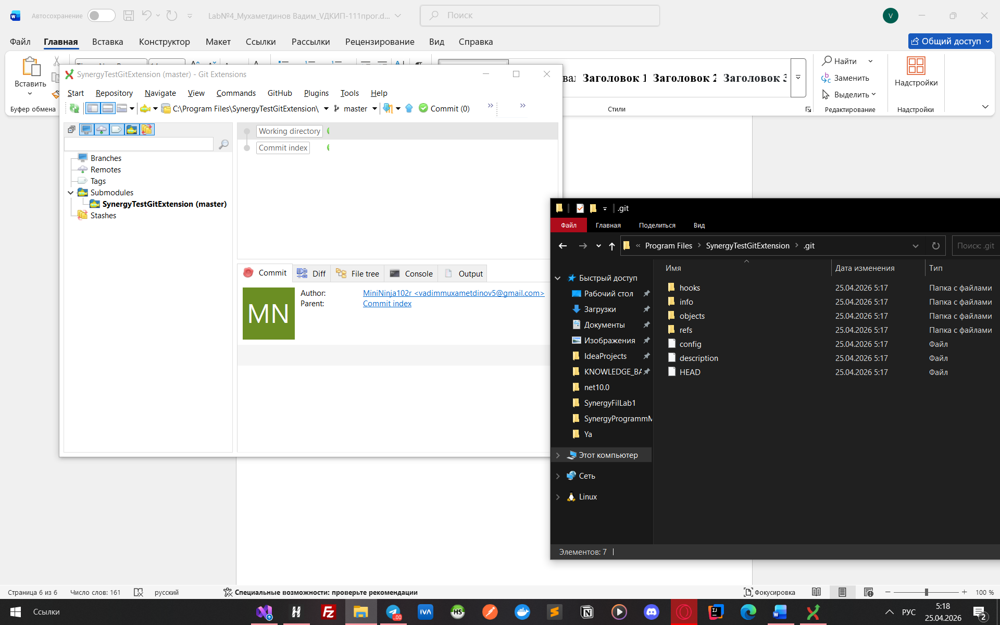 Автосохранение
Lab№4_Мухаметдинов Вадим_VДКИП-111прог.d...
Поиск
V
Файл Главная Вставка Конструктор Макет Ссылки Рассылки Рецензирование Вид Справка
Общий доступ
Вставить
Буфер обмена
Заголовок 1 Заголовок 2 Заголовок 3
Стили
Найти
Заменить
Выделить
Редактирование
Надстройки
Надстройки
SynergyTestGitExtension (master) - Git Extensions
Start Repository Navigate View Commands GitHub Plugins Tools Help
C:\Program Files\SynergyTestGitExtension\ master Commit (0)
Branches
Remotes
Tags
Submodules
SynergyTestGitExtension (master)
Stashes
Working directory
Commit index
Commit Diff File tree Console Output
MN
Author: MiniNinja102r <vadimmuxametdinov5@gmail.com>
Parent: Commit index
.git
Файл Главная Поделиться Вид
« Program Files SynergyTestGitExtension .git
Поиск: .git
Быстрый доступ
Рабочий стол
Загрузки
Документы
Изображения
IdeaProjects
KNOWLEDGE_BA
net10.0
SynergyFilLab1
SynergyProgrammM
Ya
Этот компьютер
Сеть
Linux
Имя Дата изменения Тип
hooks 25.04.2026 5:17 Папка с файлами
info 25.04.2026 5:17 Папка с файлами
objects 25.04.2026 5:17 Папка с файлами
refs 25.04.2026 5:17 Папка с файлами
config 25.04.2026 5:17 Файл
description 25.04.2026 5:17 Файл
HEAD 25.04.2026 5:17 Файл
Элементов: 7
Страница 6 из 6 Число слов: 161 русский Специальные возможности: проверьте рекомендации Фокусировка 100 %
Ссылки
РУС
5:18
25.04.2026
2